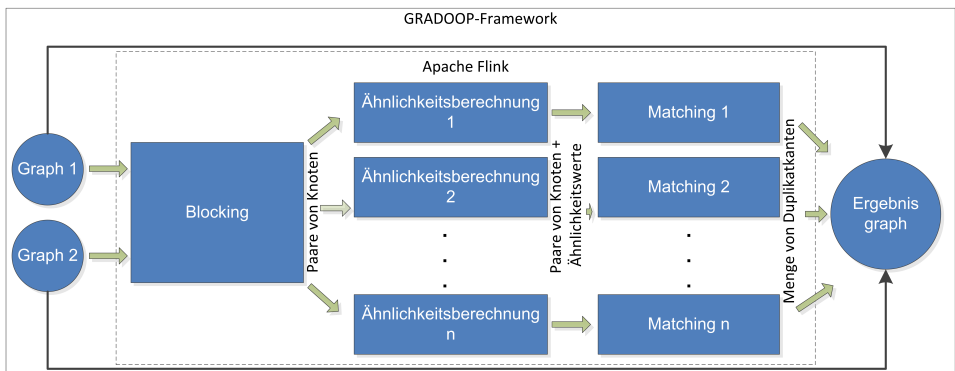 GRADOOP-Framework
Apache Flink
Graph 1
Graph 2
Blocking
Paare von Knoten
Ähnlichkeitsberechnung
1
Ähnlichkeitsberechnung
2
.
.
.
Ähnlichkeitsberechnung
n
Paare von Knoten +
Ähnlichkeitswerte
Matching 1
Matching 2
.
.
.
Matching n
Menge von Duplikatkanten
Ergebnis
graph